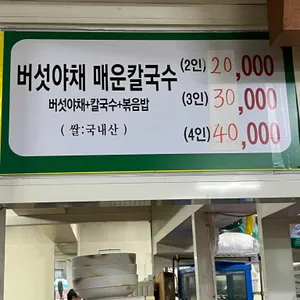 버섯야채 매운칼국수
버섯야채+칼국수+볶음밥
( 쌀:국내산 )
(2인) 20,000
(3인) 30,000
(4인) 40,000